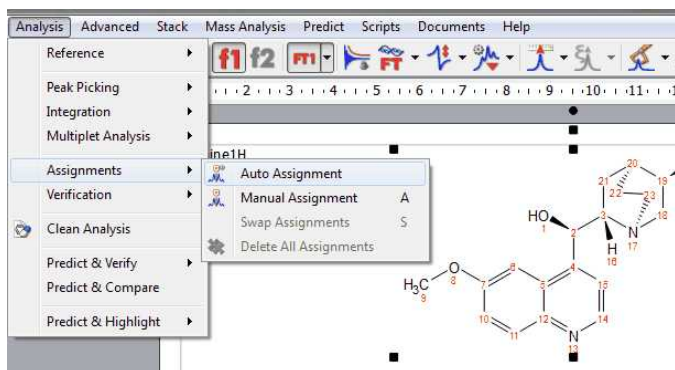 Analysis Advanced Stack Mass Analysis Predict Scripts Documents Help
Reference
f1 f2 FT1 FT
Peak Picking
2 3 4 5 6 7 8 9 10 11
Integration
Multiplet Analysis
ine1H
Assignments
Auto Assignment
Verification
Manual Assignment A
Swap Assignments S
Clean Analysis
Delete All Assignments
Predict & Verify
Predict & Compare
Predict & Highlight
20
21 19
22 23
HO 3 18
1 2 N
H 17
16
O 4
H3C 8 7 6 5 15
9
10 12 14
11 N
13